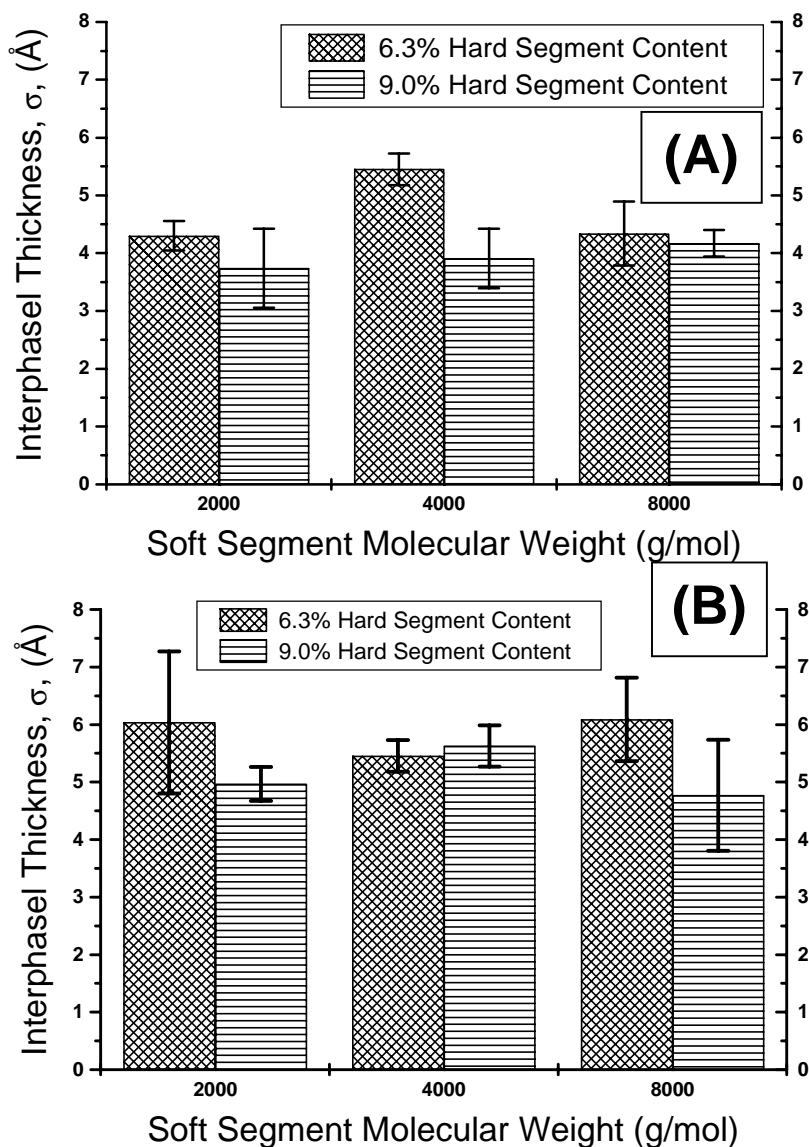 8 8
7 7
6 6
5 5
4 4
3 3
2 2
1 1
0 0
Interphasel Thickness, σ, (Å)
6.3% Hard Segment Content
9.0% Hard Segment Content
(A)
2000 4000 8000
Soft Segment Molecular Weight (g/mol)
(B)
8 8
7 7
6 6
5 5
4 4
3 3
2 2
1 1
0 0
Interphasel Thickness, σ, (Å)
6.3% Hard Segment Content
9.0% Hard Segment Content
2000 4000 8000
Soft Segment Molecular Weight (g/mol)